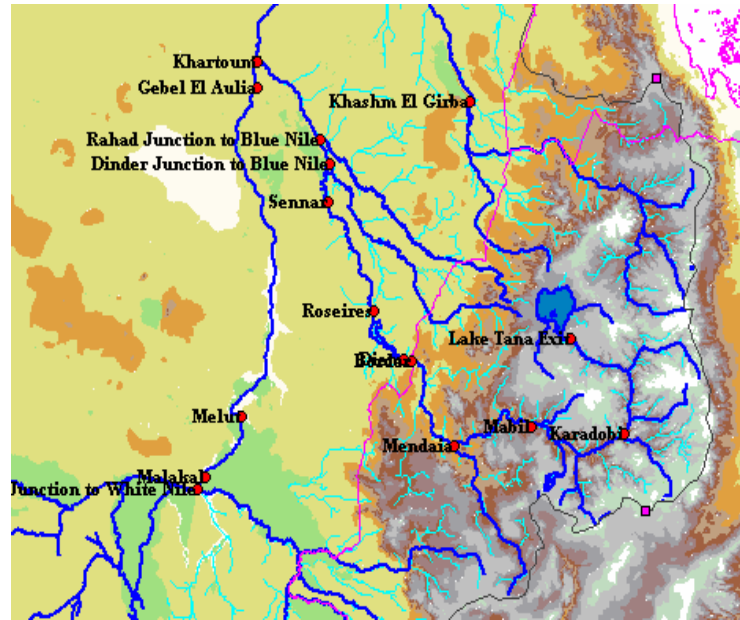 Khartoum
Gebel El Aulia
Khashm El Girba
Rahad Junction to Blue Nile
Dinder Junction to Blue Nile
Sennar
Roseires
Lake Tana Exit
Border
Melut
Mabil
Karadobi
Mendaia
Malakal
Junction to White Nile